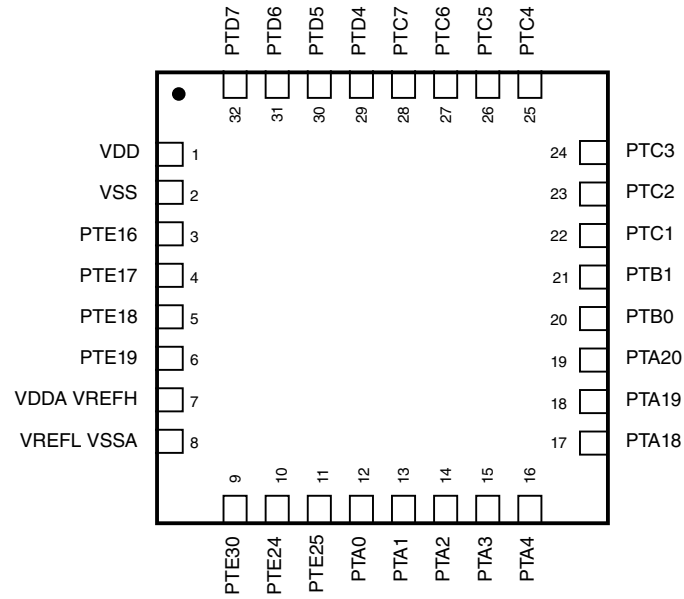 PTD7 PTD6 PTD5 PTD4 PTC7 PTC6 PTC5 PTC4
32 31 30 29 28 27 26 25
VDD 1 24 PTC3
VSS 2 23 PTC2
PTE16 3 22 PTC1
PTE17 4 21 PTB1
PTE18 5 20 PTB0
PTE19 6 19 PTA20
VDDA VREFH 7 18 PTA19
VREFL VSSA 8 17 PTA18
9 10 11 12 13 14 15 16
PTE30 PTE24 PTE25 PTA0 PTA1 PTA2 PTA3 PTA4